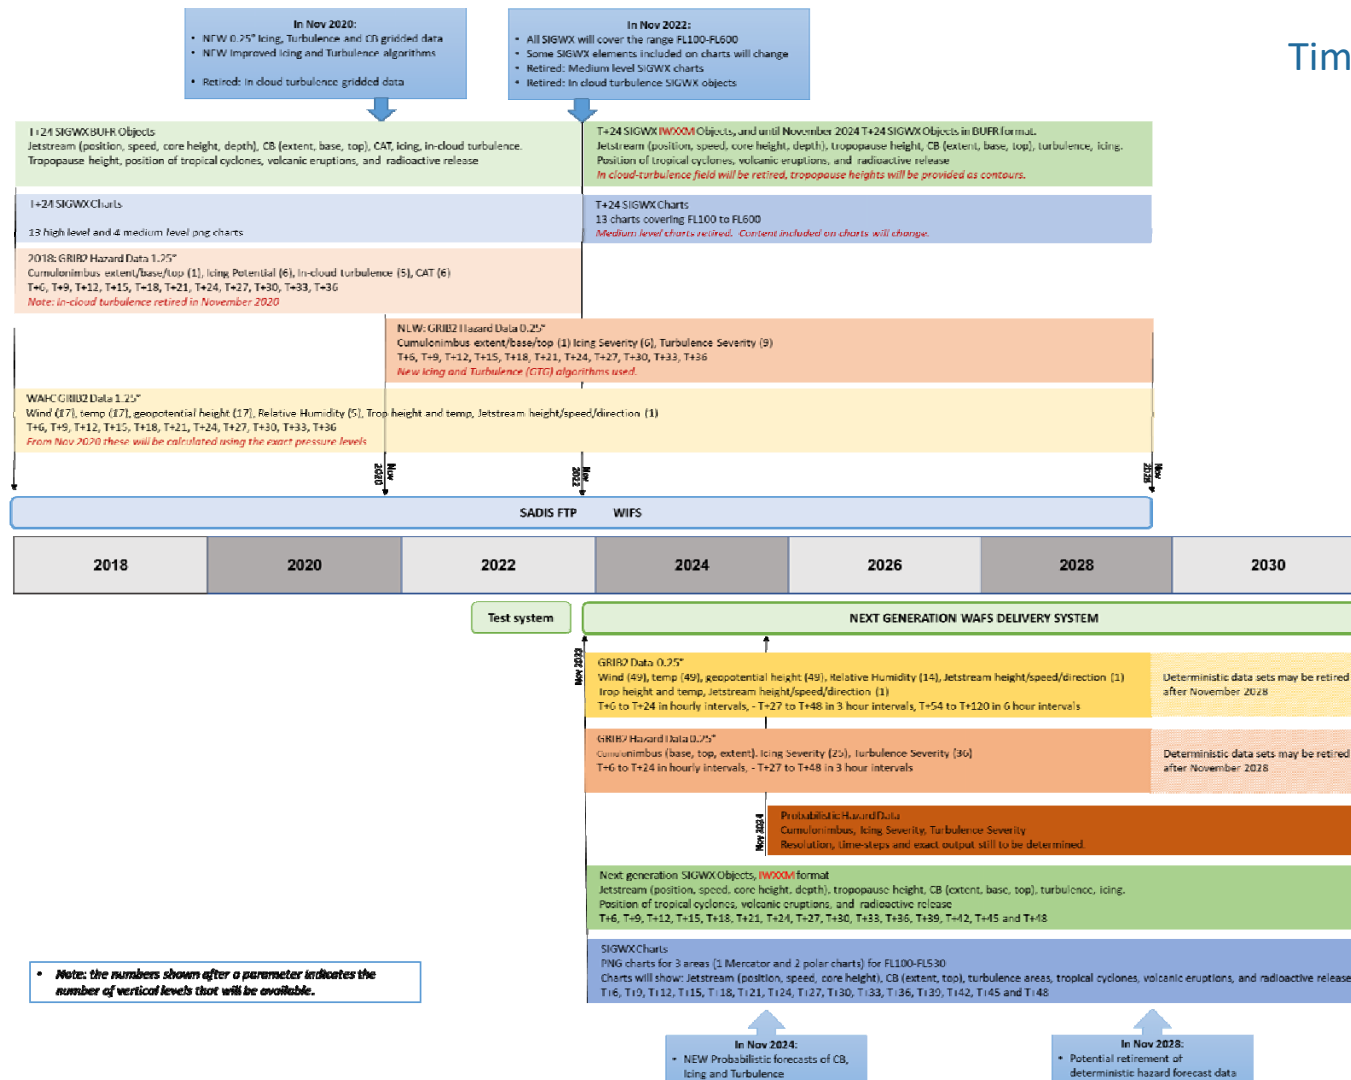 In Nov 2020:
• NEW 0.25° Icing, Turbulence and CB gridded data
• NEW Improved Icing and Turbulence algorithms
• Retired: In cloud turbulence gridded data
In Nov 2022:
• All SIGWX will cover the range FL100-FL600
• Some SIGWX elements included on charts will change
• Retired: Medium level SIGWX charts
• Retired: In cloud turbulence SIGWX objects
Tim
T+24 SIGWX BUFR Objects
Jetstream (position, speed, core height, depth), CB (extent, base, top), CAT, icing, in-cloud turbulence.
Tropopause height, position of tropical cyclones, volcanic eruptions, and radioactive release
T+24 SIGWX IWXXM Objects, and until November 2024 T+24 SIGWX Objects in BUFR format.
Jetstream (position, speed, core height, depth), tropopause height, CB (extent, base, top), turbulence, icing.
Position of tropical cyclones, volcanic eruptions, and radioactive release
In cloud-turbulence field will be retired, tropopause heights will be provided as contours.
T+24 SIGWX Charts
13 high level and 4 medium level png charts
T+24 SIGWX Charts
13 charts covering FL100 to FL600
Medium level charts retired. Content included on charts will change.
2018: GRIB2 Hazard Data 1.25°
Cumulonimbus extent/base/top (1), Icing Potential (6), In-cloud turbulence (5), CAT (6)
T+6, T+9, T+12, T+15, T+18, T+21, T+24, T+27, T+30, T+33, T+36
Note: In-cloud turbulence retired in November 2020
NEW: GRIB2 Hazard Data 0.25°
Cumulonimbus extent/base/top (1) Icing Severity (6), Turbulence Severity (9)
T+6, T+9, T+12, T+15, T+18, T+21, T+24, T+27, T+30, T+33, T+36
New Icing and Turbulence (GTG) algorithms used.
WAFC GRIB2 Data 1.25°
Wind (17), temp (17), geopotential height (17), Relative Humidity (5), Trop height and temp, Jetstream height/speed/direction (1)
T+6, T+9, T+12, T+15, T+18, T+21, T+24, T+27, T+30, T+33, T+36
From Nov 2020 these will be calculated using the exact pressure levels
Nov 2020
Nov 2022
Nov 2028
SADIS FTP WIFS
2018 2020 2022 2024 2026 2028 2030
Test system
NEXT GENERATION WAFS DELIVERY SYSTEM
Nov 2023
GRIB2 Data 0.25°
Wind (49), temp (49), geopotential height (49), Relative Humidity (14), Jetstream height/speed/direction (1)
Trop height and temp, Jetstream height/speed/direction (1)
T+6 to T+24 in hourly intervals, - T+27 to T+48 in 3 hour intervals, T+54 to T+120 in 6 hour intervals
Deterministic data sets may be retired
after November 2028
GRIB2 Hazard Data 0.25°
Cumulonimbus (base, top, extent). Icing Severity (25), Turbulence Severity (36)
T+6 to T+24 in hourly intervals, - T+27 to T+48 in 3 hour intervals
Deterministic data sets may be retired
after November 2028
Nov 2024
Probabilistic Hazard Data
Cumulonimbus, Icing Severity, Turbulence Severity
Resolution, time-steps and exact output still to be determined.
Next generation SIGWX Objects, IWXXM format
Jetstream (position, speed, core height, depth), tropopause height, CB (extent, base, top), turbulence, icing.
Position of tropical cyclones, volcanic eruptions, and radioactive release
T+6, T+9, T+12, T+15, T+18, T+21, T+24, T+27, T+30, T+33, T+36, T+39, T+42, T+45 and T+48
SIGWX Charts
PNG charts for 3 areas (1 Mercator and 2 polar charts) for FL100-FL530
Charts will show: Jetstream (position, speed, core height), CB (extent, top), turbulence areas, tropical cyclones, volcanic eruptions, and radioactive release
T+6, T+9, T+12, T+15, T+18, T+21, T+24, T+27, T+30, T+33, T+36, T+39, T+42, T+45 and T+48
• Note: the numbers shown after a parameter indicates the
number of vertical levels that will be available.
In Nov 2024:
• NEW Probabilistic forecasts of CB,
Icing and Turbulence
In Nov 2028:
• Potential retirement of
deterministic hazard forecast data